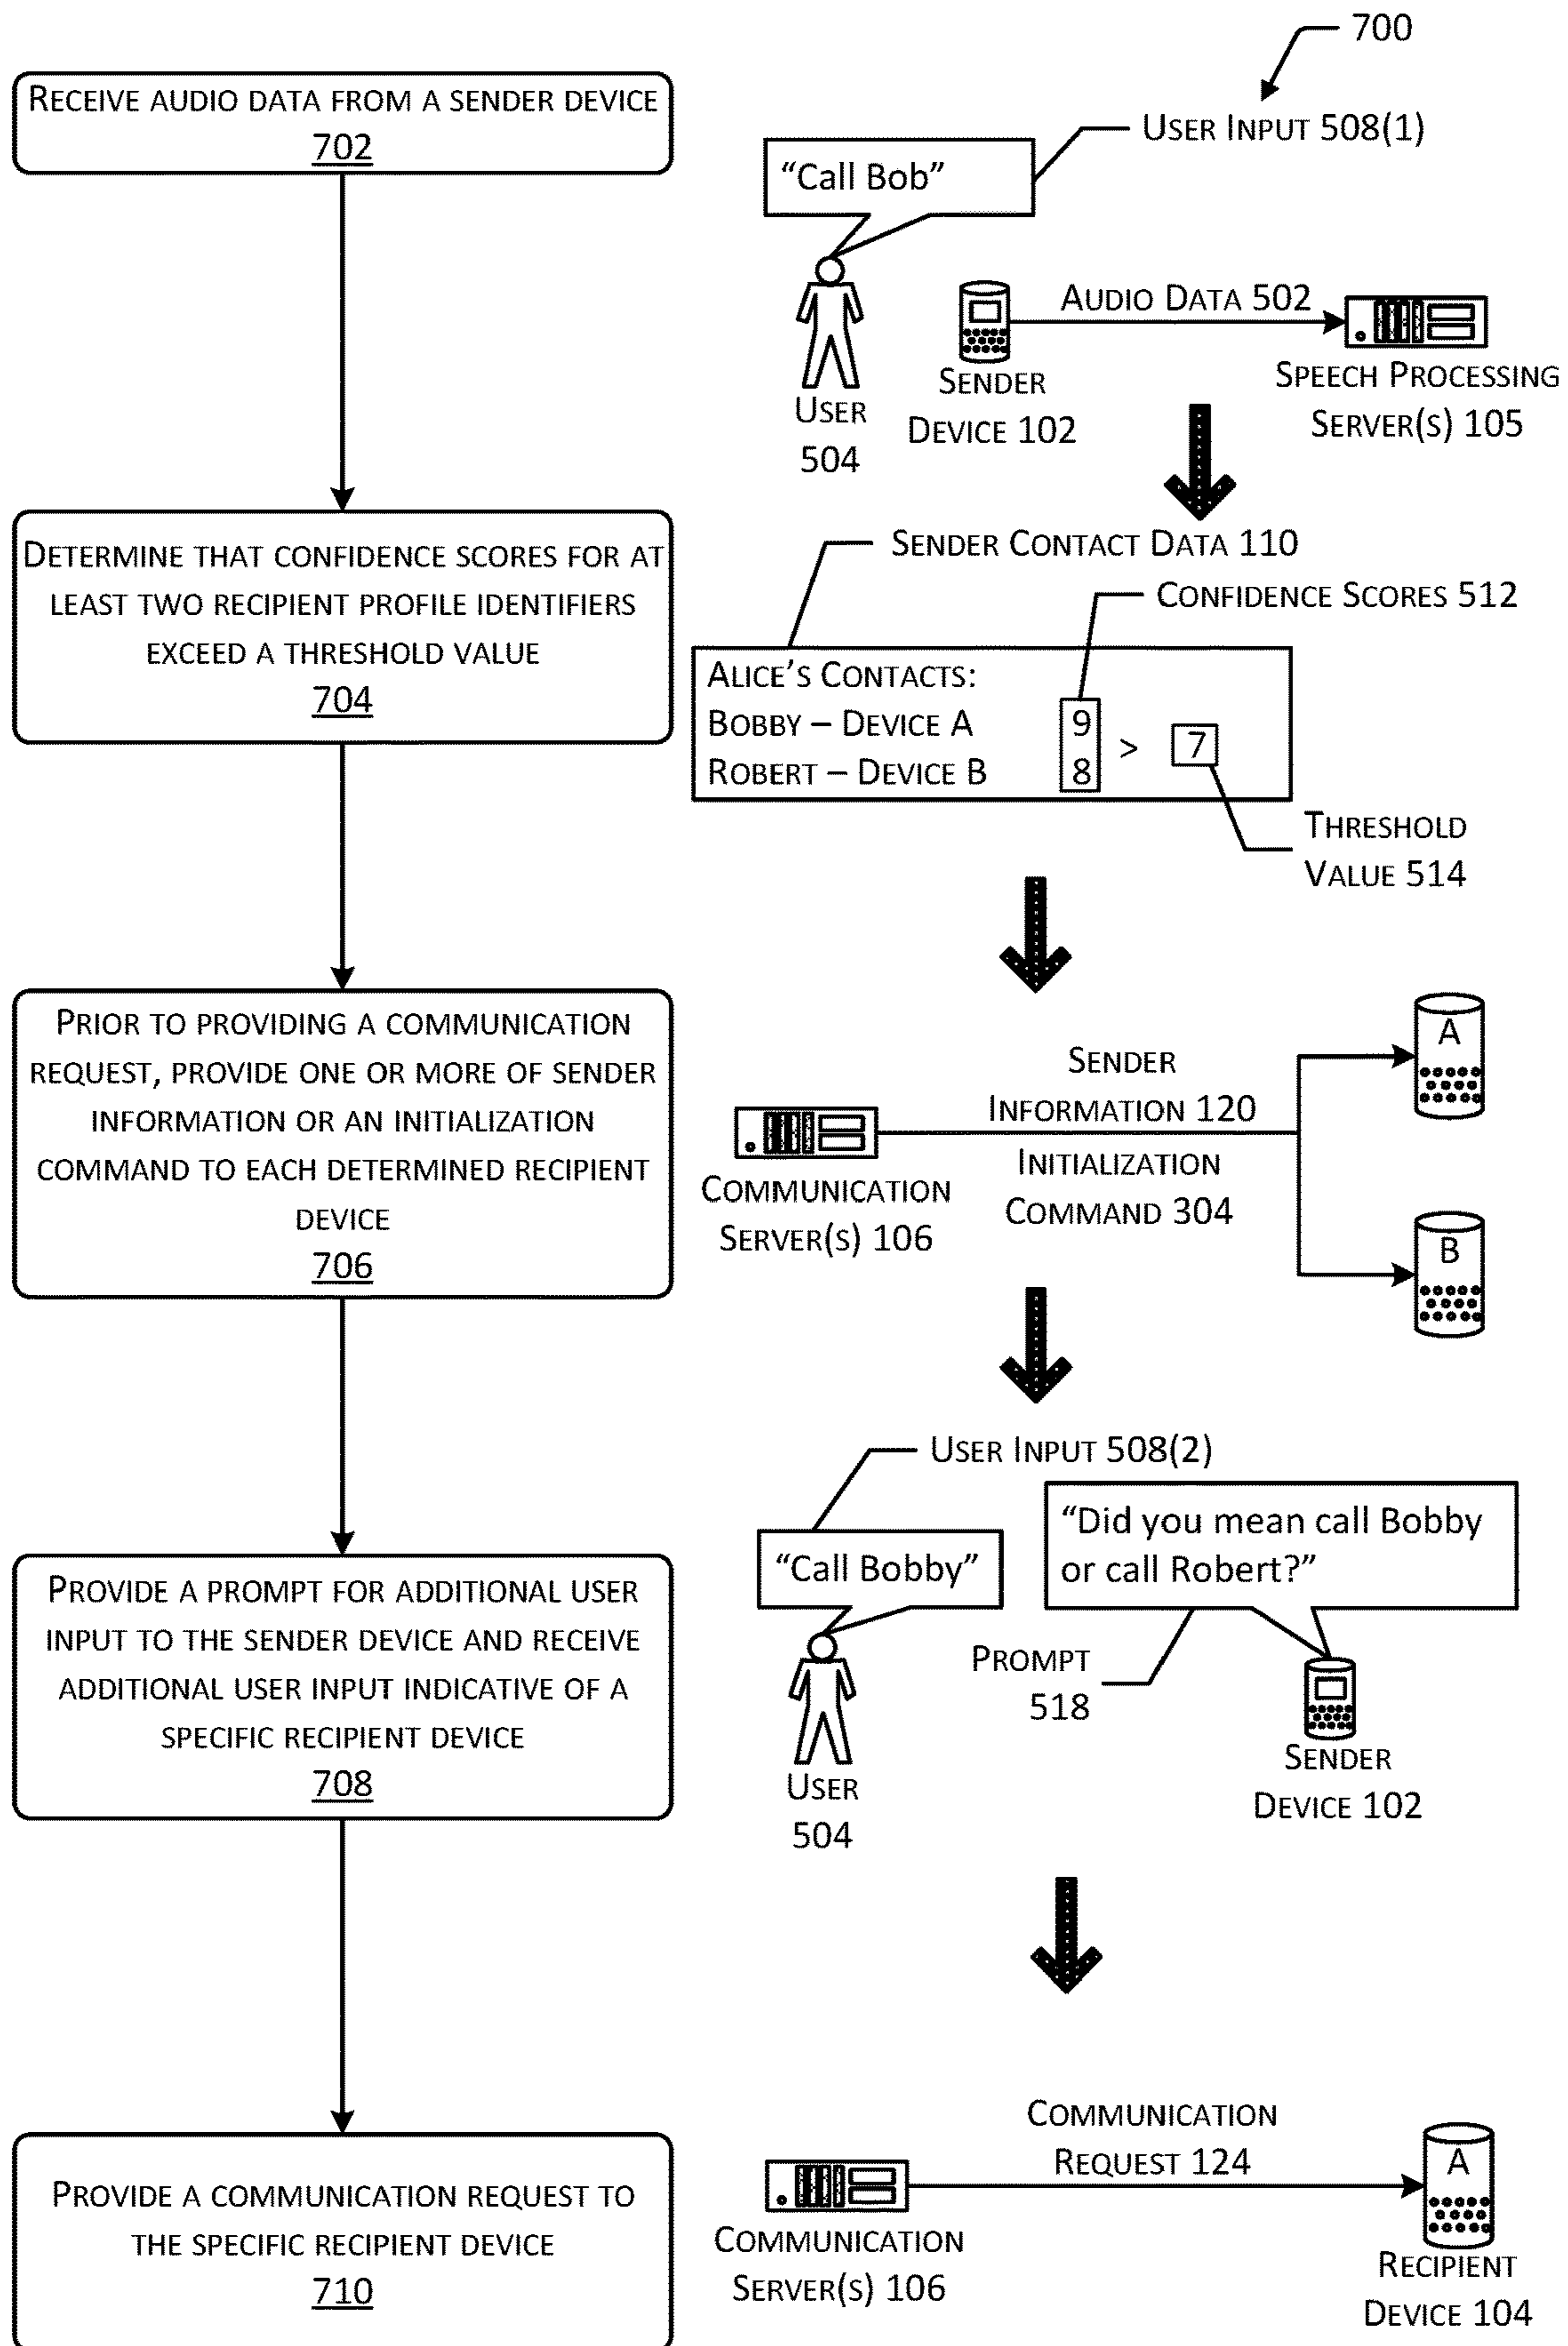 700
RECEIVE AUDIO DATA FROM A SENDER DEVICE
702
USER INPUT 508(1)
“Call Bob”
AUDIO DATA 502
USER
504
SENDER
DEVICE 102
SPEECH PROCESSING
SERVER(S) 105
DETERMINE THAT CONFIDENCE SCORES FOR AT
LEAST TWO RECIPIENT PROFILE IDENTIFIERS
EXCEED A THRESHOLD VALUE
704
SENDER CONTACT DATA 110
CONFIDENCE SCORES 512
ALICE’S CONTACTS:
BOBBY – DEVICE A 9
ROBERT – DEVICE B 8
> 7
THRESHOLD
VALUE 514
PRIOR TO PROVIDING A COMMUNICATION
REQUEST, PROVIDE ONE OR MORE OF SENDER
INFORMATION OR AN INITIALIZATION
COMMAND TO EACH DETERMINED RECIPIENT
DEVICE
706
COMMUNICATION
SERVER(S) 106
SENDER
INFORMATION 120
INITIALIZATION
COMMAND 304
A
B
PROVIDE A PROMPT FOR ADDITIONAL USER
INPUT TO THE SENDER DEVICE AND RECEIVE
ADDITIONAL USER INPUT INDICATIVE OF A
SPECIFIC RECIPIENT DEVICE
708
USER INPUT 508(2)
“Call Bobby”
“Did you mean call Bobby
or call Robert?”
USER
504
PROMPT
518
SENDER
DEVICE 102
PROVIDE A COMMUNICATION REQUEST TO
THE SPECIFIC RECIPIENT DEVICE
710
COMMUNICATION
SERVER(S) 106
COMMUNICATION
REQUEST 124
A
RECIPIENT
DEVICE 104